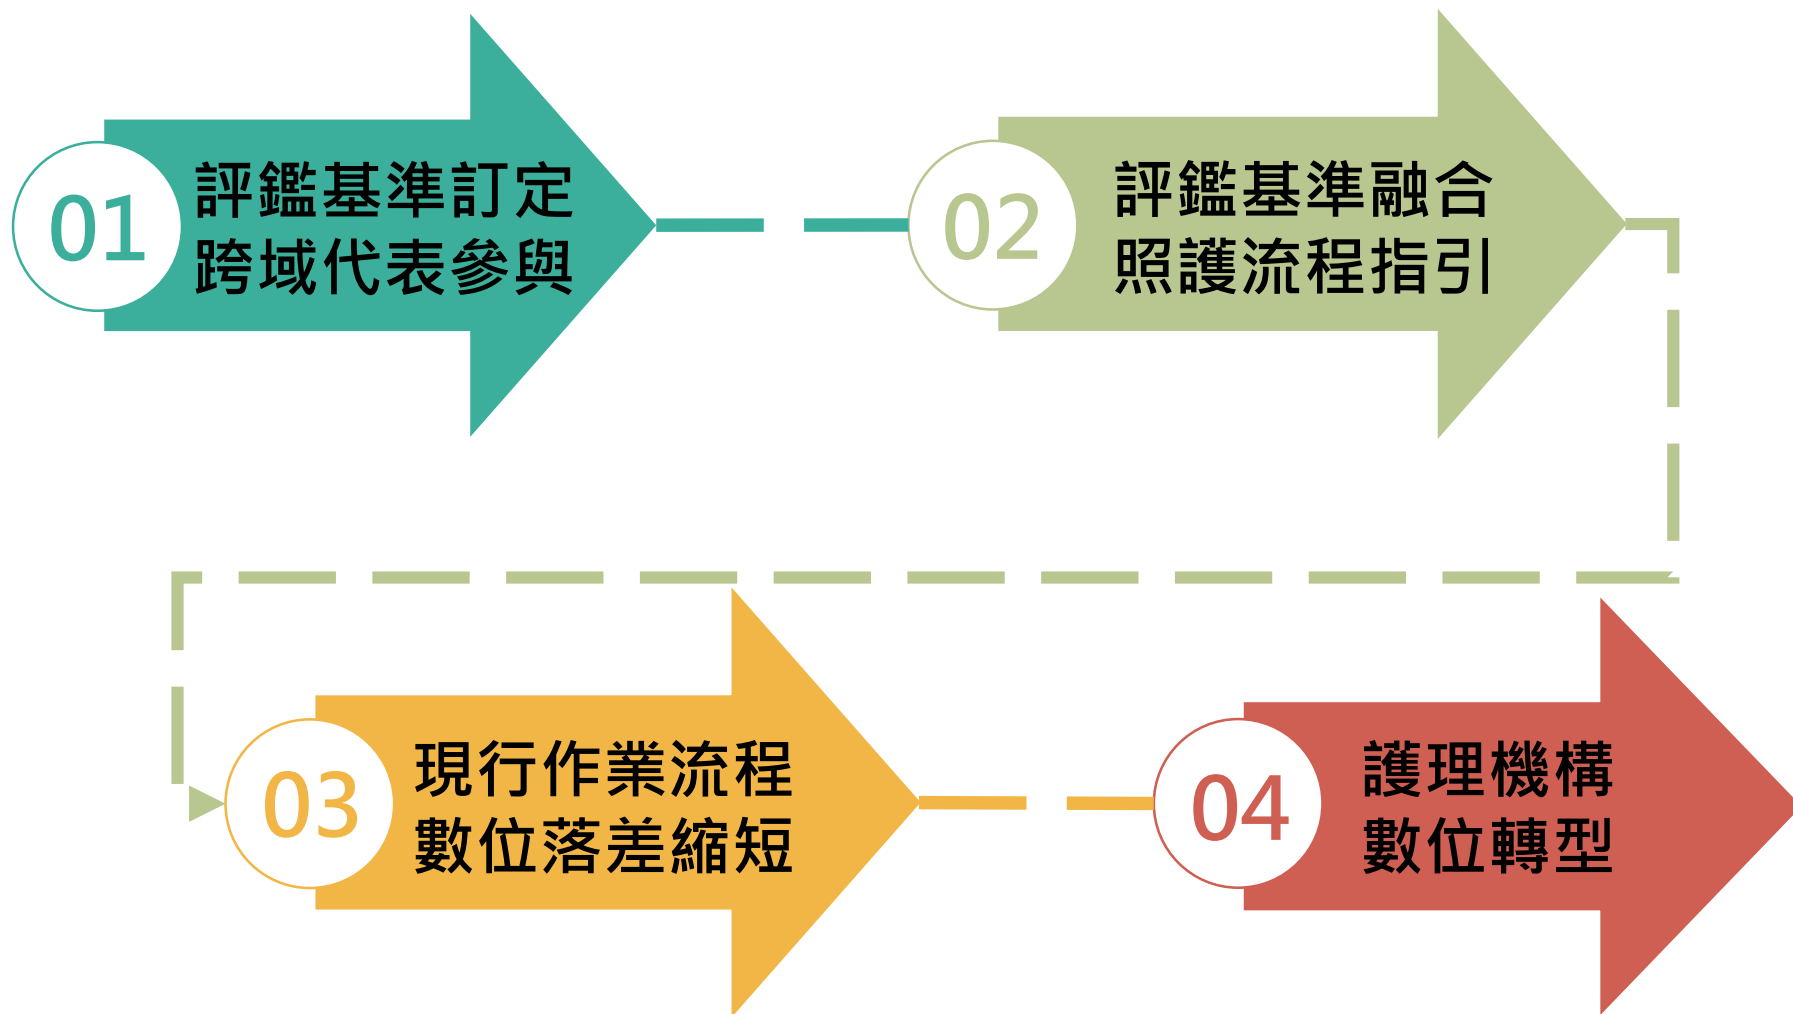 01
評鑑基準訂定
跨域代表參與
02
評鑑基準融合
照護流程指引
03
現行作業流程
數位落差縮短
04
護理機構
數位轉型